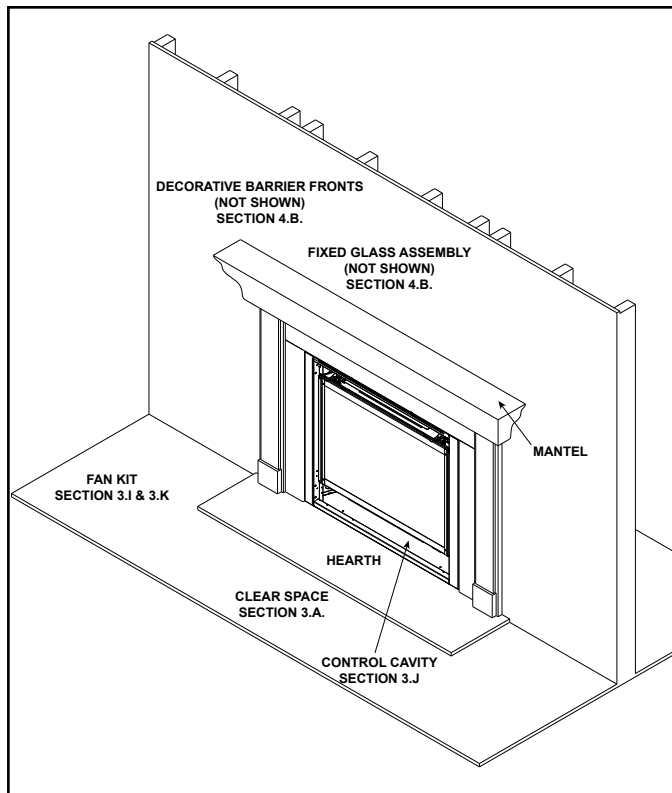 DECORATIVE BARRIER FRONTS
(NOT SHOWN)
SECTION 4.B.
FIXED GLASS ASSEMBLY
(NOT SHOWN)
SECTION 4.B.
MANTEL
FAN KIT
SECTION 3.I & 3.K
HEARTH
CLEAR SPACE
SECTION 3.A.
CONTROL CAVITY
SECTION 3.J